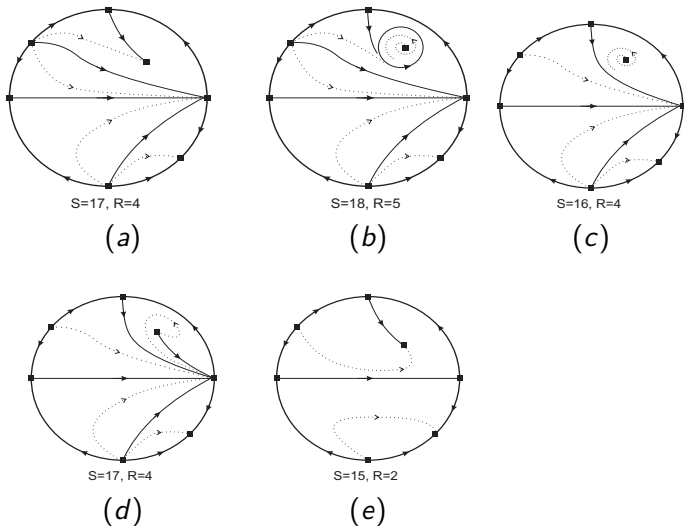 S=17, R=4
S=18, R=5
S=16, R=4
(a)
(b)
(c)
S=17, R=4
S=15, R=2
(d)
(e)